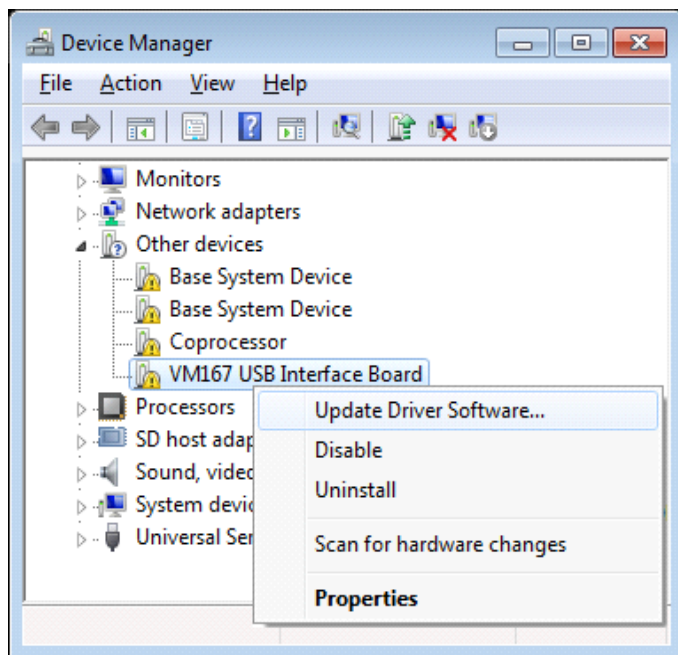 Device Manager
File Action View Help
Monitors
Network adapters
Other devices
Base System Device
Base System Device
Coprocessor
VM167 USB Interface Board
Processors
SD host adap
Sound, video
System devic
Universal Ser
Update Driver Software...
Disable
Uninstall
Scan for hardware changes
Properties